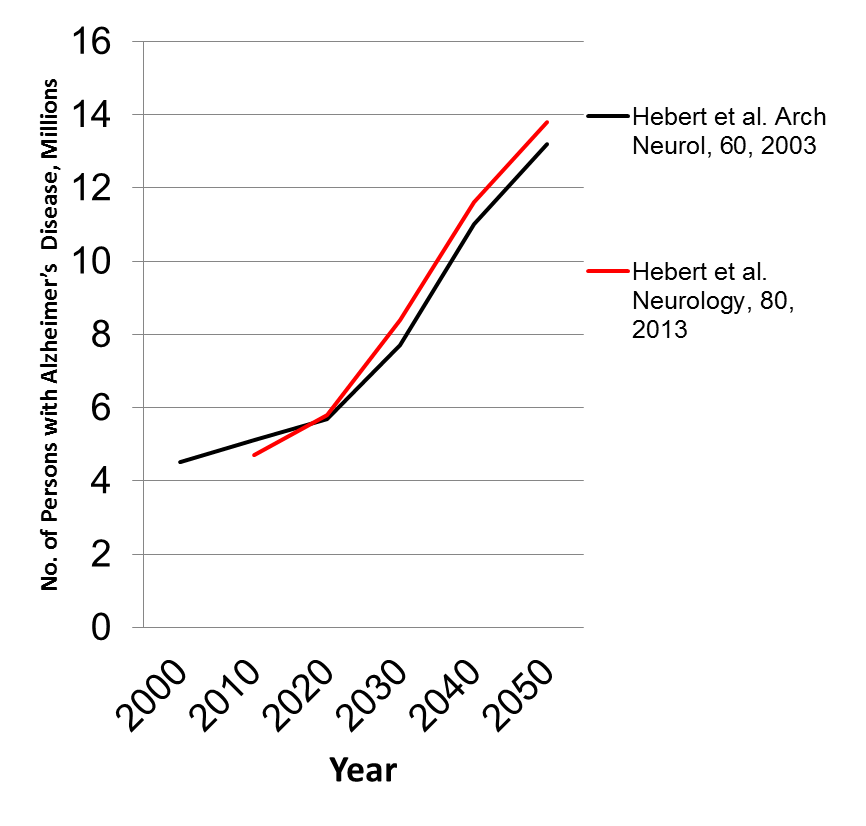 16
14
12
10
8
6
4
2
0
No. of Persons with Alzheimer's Disease, Millions
2000
2010
2020
2030
2040
2050
Year
Hebert et al. Arch
Neurol, 60, 2003
Hebert et al.
Neurology, 80,
2013